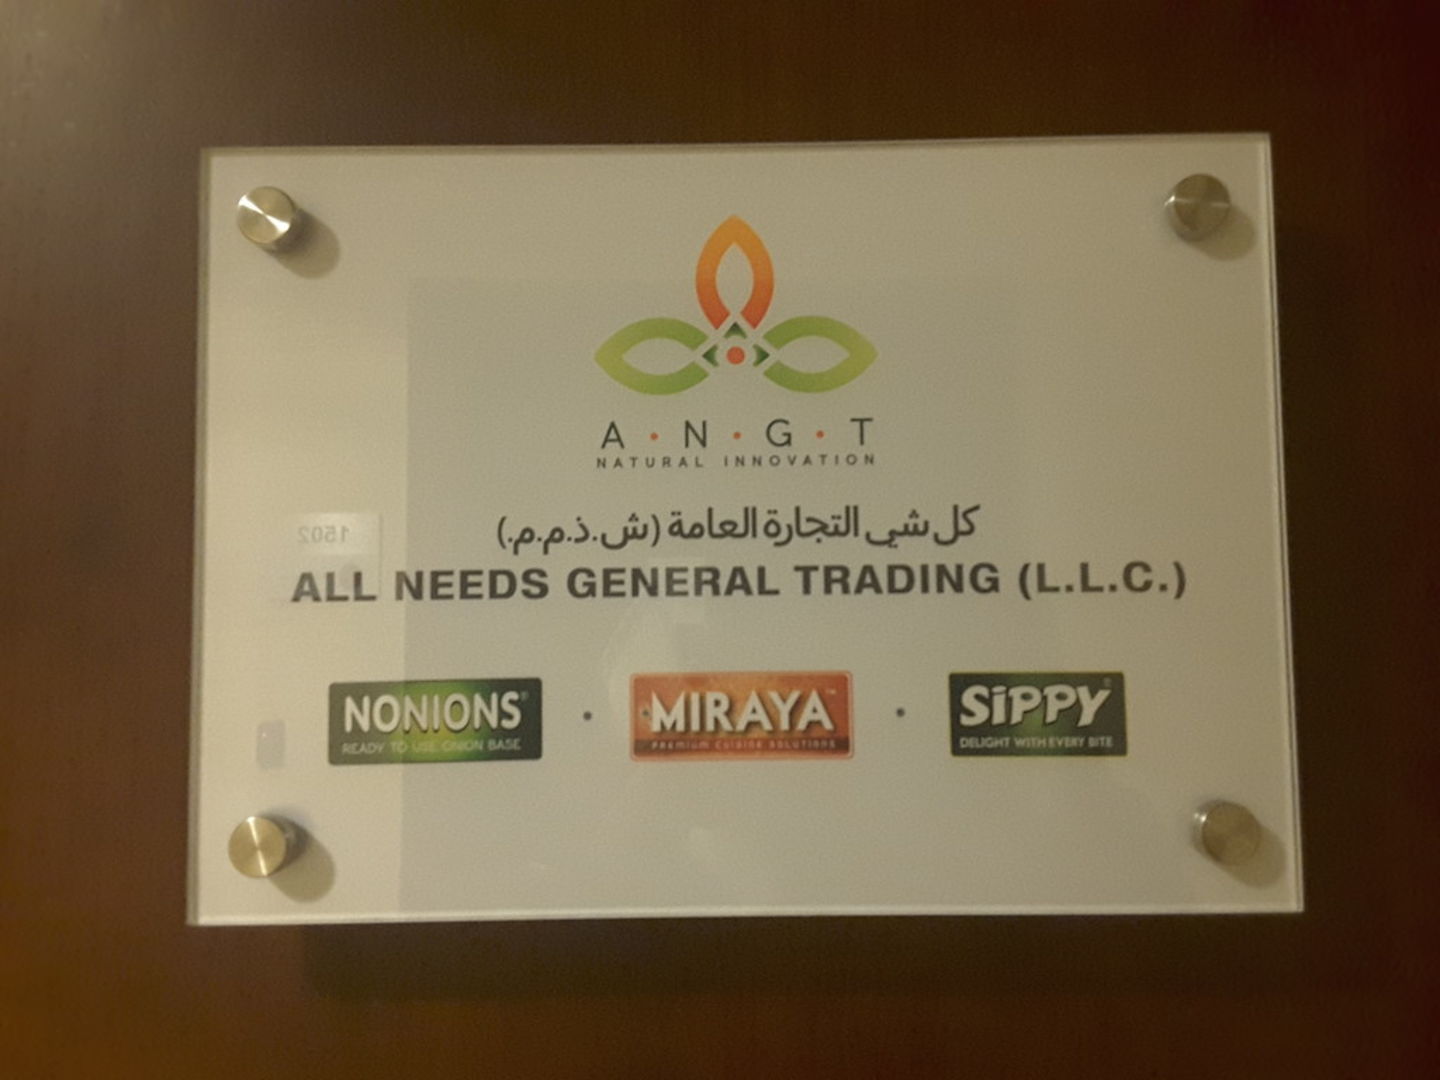 A · N · G · T
NATURAL INNOVATION
كل شي التجارة العامة (ش.ذ.م.م.)
ALL NEEDS GENERAL TRADING (L.L.C.)
1502
NONIONS® · MIRAYA™ · SiPPY®
READY TO USE ONION BASE PREMIUM CUISINE SOLUTIONS DELIGHT WITH EVERY BITE